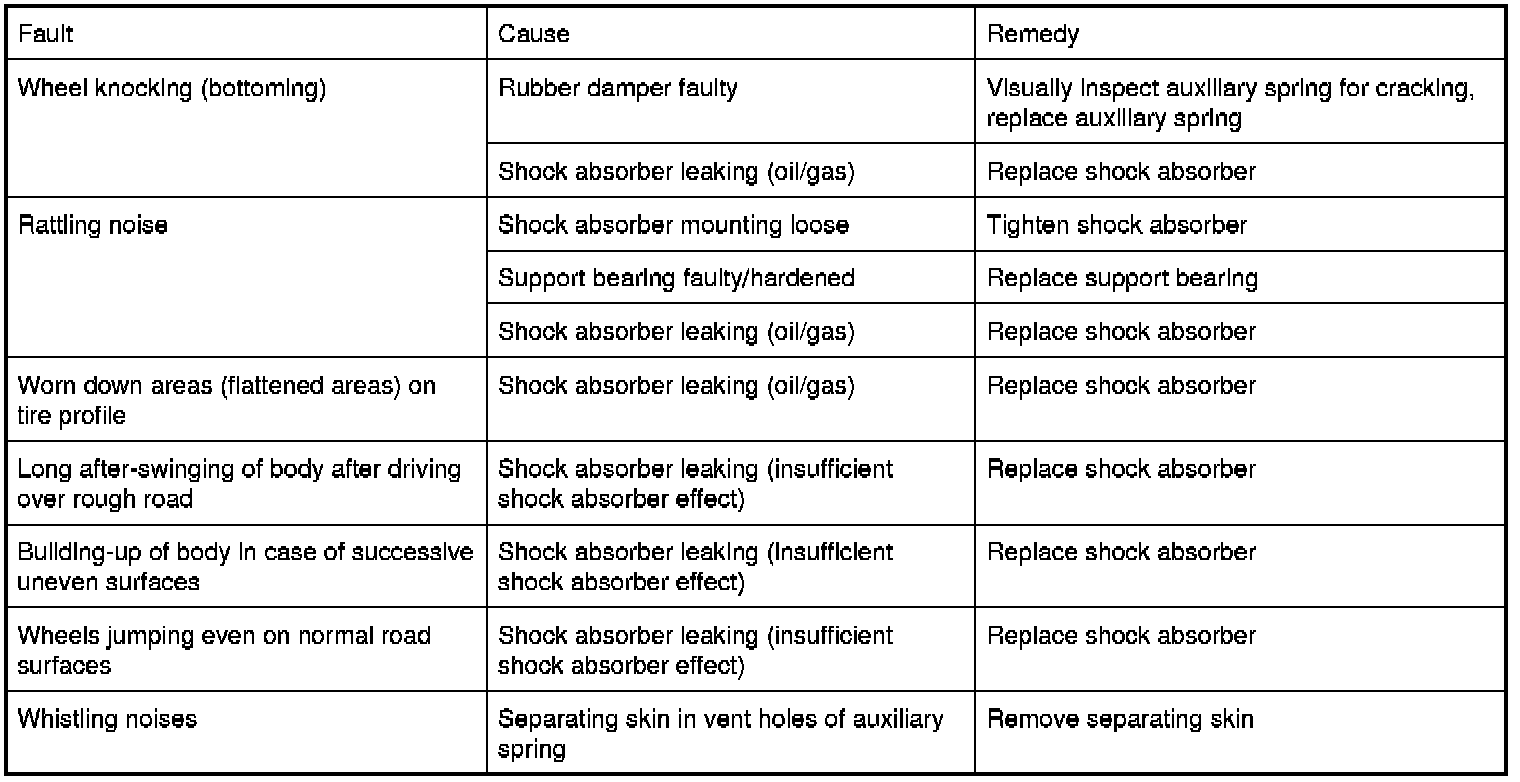 Fault Cause Remedy
Wheel knocking (bottoming) Rubber damper faulty Visually inspect auxiliary spring for cracking,
replace auxiliary spring
Shock absorber leaking (oil/gas) Replace shock absorber
Rattling noise Shock absorber mounting loose Tighten shock absorber
Support bearing faulty/hardened Replace support bearing
Shock absorber leaking (oil/gas) Replace shock absorber
Worn down areas (flattened areas) on Shock absorber leaking (oil/gas) Replace shock absorber
tire profile
Long after-swinging of body after driving Shock absorber leaking (insufficient Replace shock absorber
over rough road shock absorber effect)
Building-up of body in case of successive Shock absorber leaking (insufficient Replace shock absorber
uneven surfaces shock absorber effect)
Wheels jumping even on normal road Shock absorber leaking (insufficient Replace shock absorber
surfaces shock absorber effect)
Whistling noises Separating skin in vent holes of auxiliary Remove separating skin
spring